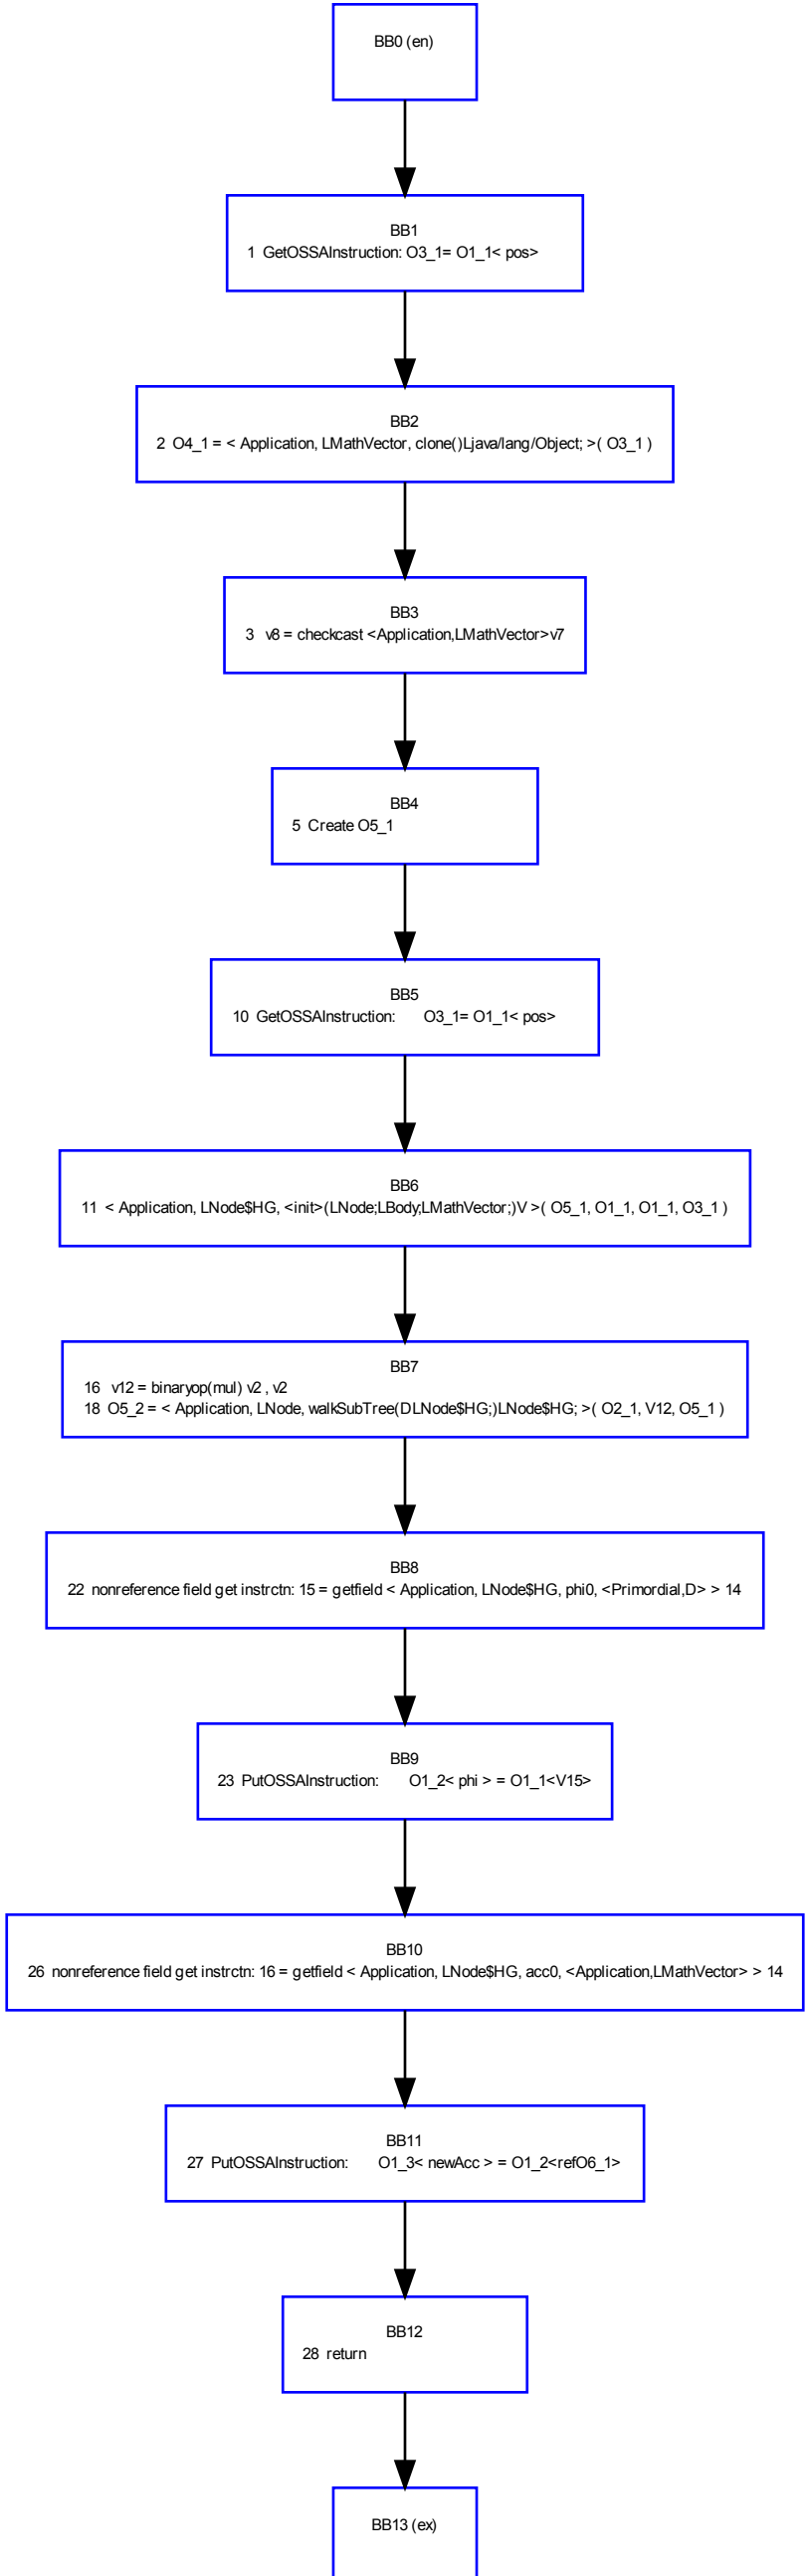 BB0 (en)
BB1
1 GetOSSAInstruction: O3_1= O1_1< pos>
BB2
2 O4_1 = < Application, LMathVector, clone()Ljava/lang/Object; >( O3_1 )
BB3
3 v8 = checkcast <Application,LMathVector>v7
BB4
5 Create O5_1
BB5
10 GetOSSAInstruction: O3_1= O1_1< pos>
BB6
11 < Application, LNode$HG, <init>(LNode;LBody;LMathVector;)V >( O5_1, O1_1, O1_1, O3_1 )
BB7
16 v12 = binaryop(mul) v2 , v2
18 O5_2 = < Application, LNode, walkSubTree(DLNode$HG;)LNode$HG; >( O2_1, V12, O5_1 )
BB8
22 nonreference field get instrctn: 15 = getfield < Application, LNode$HG, phi0, <Primordial,D> > 14
BB9
23 PutOSSAInstruction: O1_2< phi > = O1_1<V15>
BB10
26 nonreference field get instrctn: 16 = getfield < Application, LNode$HG, acc0, <Application,LMathVector> > 14
BB11
27 PutOSSAInstruction: O1_3< newAcc > = O1_2<refO6_1>
BB12
28 return
BB13 (ex)